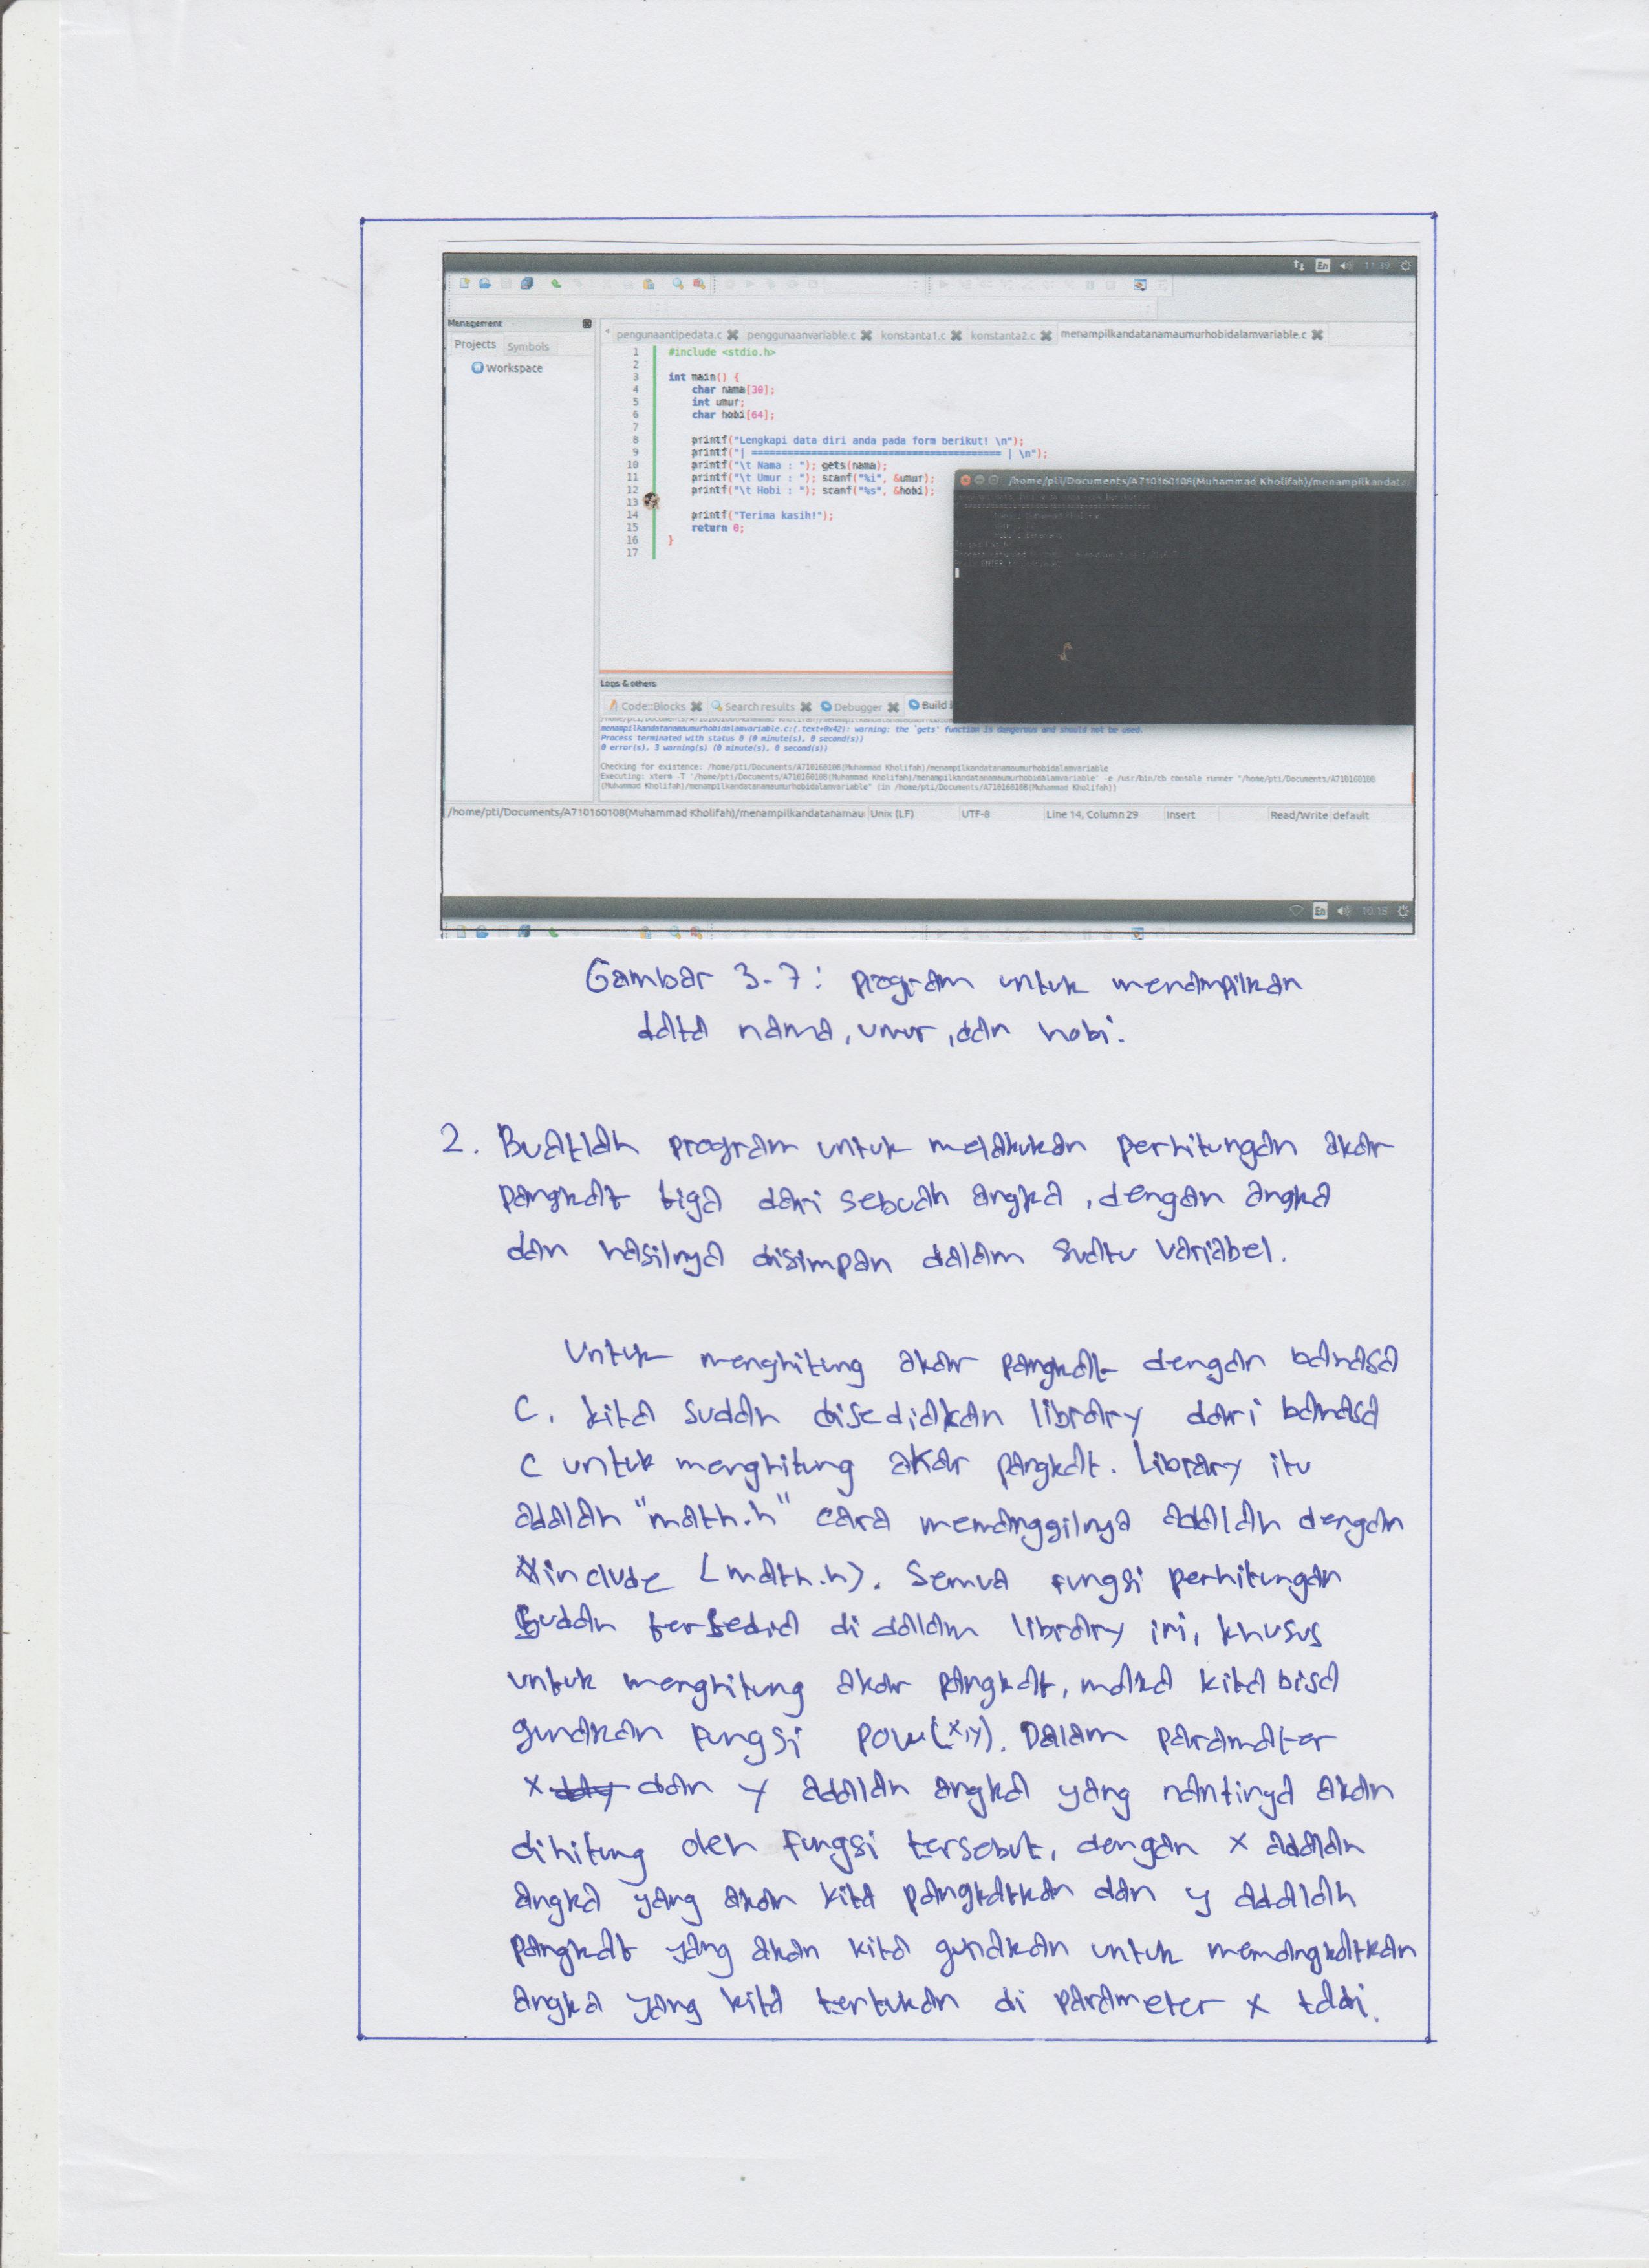 En 11:39
Management
Projects Symbols
Workspace
pengunaantipedata.c penggunaanvariable.c konstanta1.c konstanta2.c menampilkandatanamaumurhobidalamvariable.c
1 #include <stdio.h>
2
3 int main() {
4 char nama[30];
5 int umur;
6 char hobi[64];
7
8 printf("Lengkapi data diri anda pada form berikut! \n");
9 printf("| ========================================= | \n");
10 printf("\t Nama : "); gets(nama);
11 printf("\t Umur : "); scanf("%i", &umur);
12 printf("\t Hobi : "); scanf("%s", &hobi);
13
14 printf("Terima kasih!");
15 return 0;
16 }
17
/home/pti/Documents/A710160108(Muhammad Kholifah)/menampilkandata
Logs & others
Code::Blocks Search results Debugger Build
menampilkandatanamaumurhobidalamvariable.c:(.text+0x42): warning: the `gets' function is dangerous and should not be used.
Process terminated with status 0 (0 minute(s), 0 second(s))
0 error(s), 3 warning(s) (0 minute(s), 0 second(s))
Checking for existence: /home/pti/Documents/A710160108(Muhammad Kholifah)/menampilkandatanamaumurhobidalamvariable
Executing: xterm -T '/home/pti/Documents/A710160108(Muhammad Kholifah)/menampilkandatanamaumurhobidalamvariable' -e /usr/bin/cb_console_runner "/home/pti/Documents/A710160108
(Muhammad Kholifah)/menampilkandatanamaumurhobidalamvariable" (in /home/pti/Documents/A710160108(Muhammad Kholifah))
/home/pti/Documents/A710160108(Muhammad Kholifah)/menampilkandatanamau Unix (LF) UTF-8 Line 14, Column 29 Insert Read/Write default
En 10:18
Gambar 3-7: program untuk menampilkan
data nama, umur, dan hobi.
2. Buatlah program untuk melakukan perhitungan akar
pangkat tiga dari sebuah angka, dengan angka
dan hasilnya disimpan dalam suatu variabel.
Untuk menghitung akar pangkat dengan bahasa
C. kita sudah disediakan library dari bahasa
C untuk menghitung akar pangkat. Library itu
adalah "math.h" cara memanggilnya adalah dengan
#include (math.h). Semua fungsi perhitungan
sudah tersedia di dalam library ini, khusus
untuk menghitung akar pangkat, maka kita bisa
gunakan fungsi pow(x,y). Dalam paramater
x dan y adalah angka yang nantinya akan
dihitung oleh fungsi tersebut, dengan x adalah
angka yang akan kita pangkatkan dan y adalah
pangkat yang akan kita gunakan untuk memangkatkan
angka yang kita tentukan di parameter x tadi.